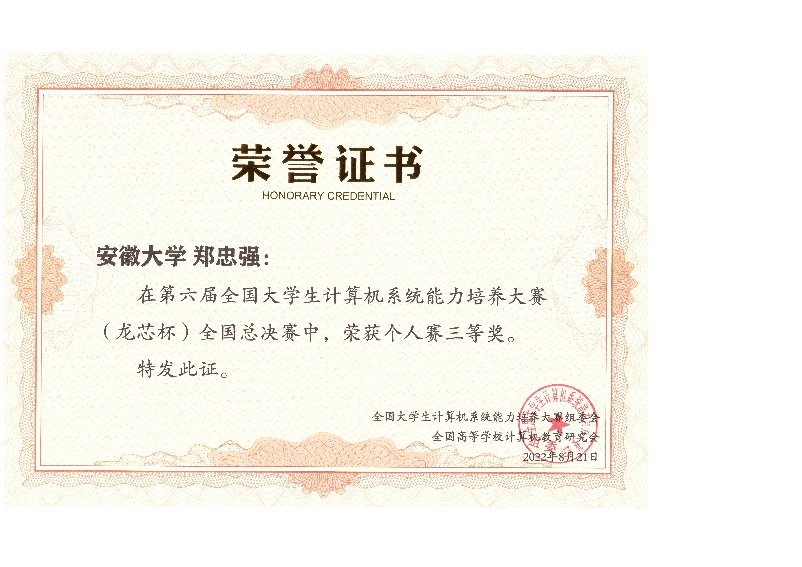 荣誉证书
HONORARY CREDENTIAL
安徽大学 郑忠强：
在第六届全国大学生计算机系统能力培养大赛
（龙芯杯）全国总决赛中，荣获个人赛三等奖。
特发此证。
全国大学生计算机系统能力培养大赛组委会
全国高等学校计算机教育研究会
2022年8月21日